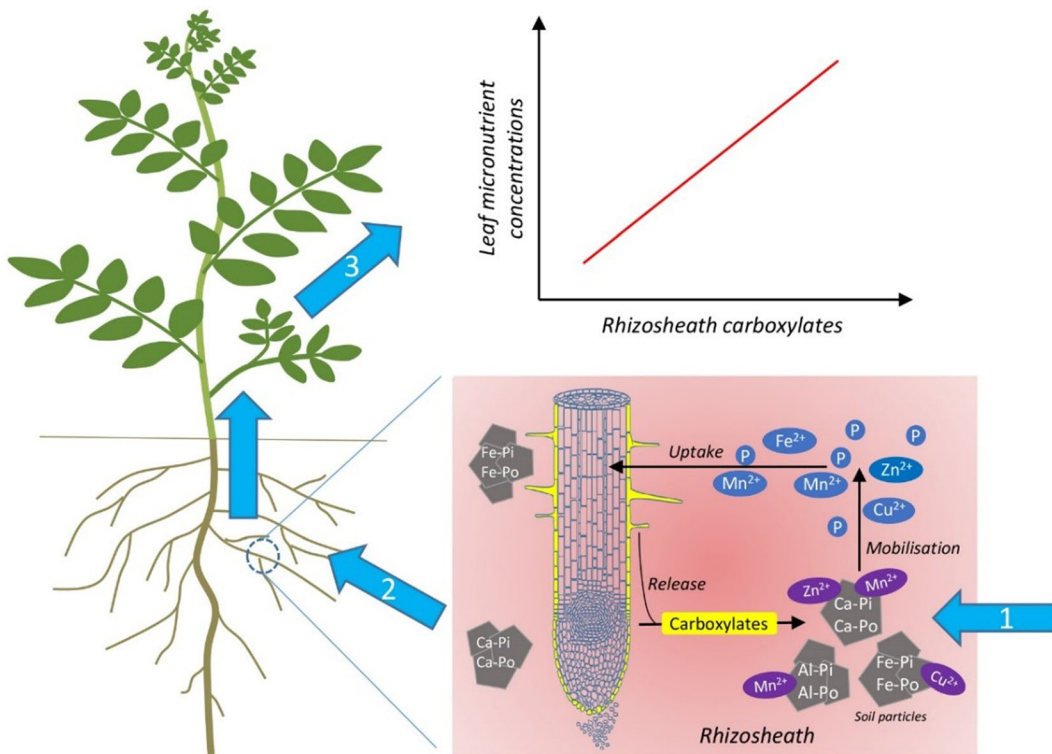 Leaf micronutrient
concentrations
Rhizosheath carboxylates
3
2
1
Fe-Pi
Fe-Po
Ca-Pi
Ca-Po
Uptake
P
Fe²⁺
P
P
P
Mn²⁺
Mn²⁺
Zn²⁺
Cu²⁺
P
Mobilisation
Release
Carboxylates
Zn²⁺
Mn²⁺
Ca-Pi
Ca-Po
Mn²⁺
Al-Pi
Al-Po
Fe-Pi
Fe-Po
Cu²⁺
Soil particles
Rhizosheath